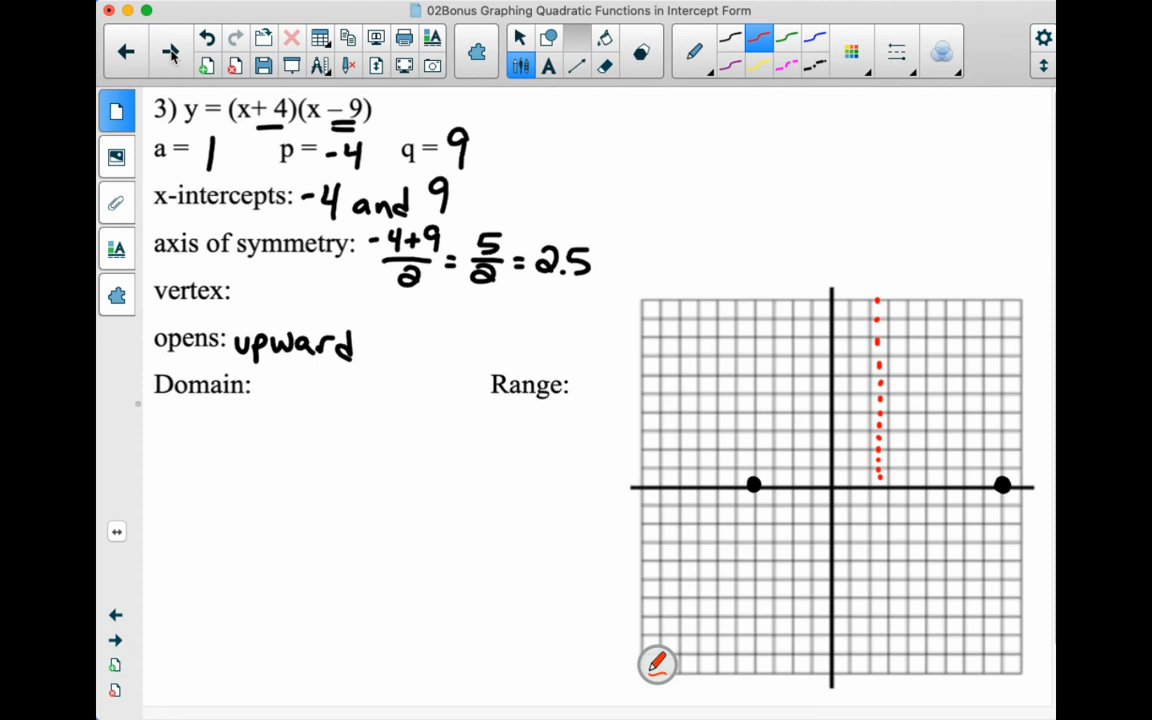 02Bonus Graphing Quadratic Functions in Intercept Form
3) y = (x+ 4)(x – 9)
a = 1 p = -4 q = 9
x-intercepts: -4 and 9
axis of symmetry: -4+9/2 = 5/2 = 2.5
vertex:
opens: upward
Domain: Range: